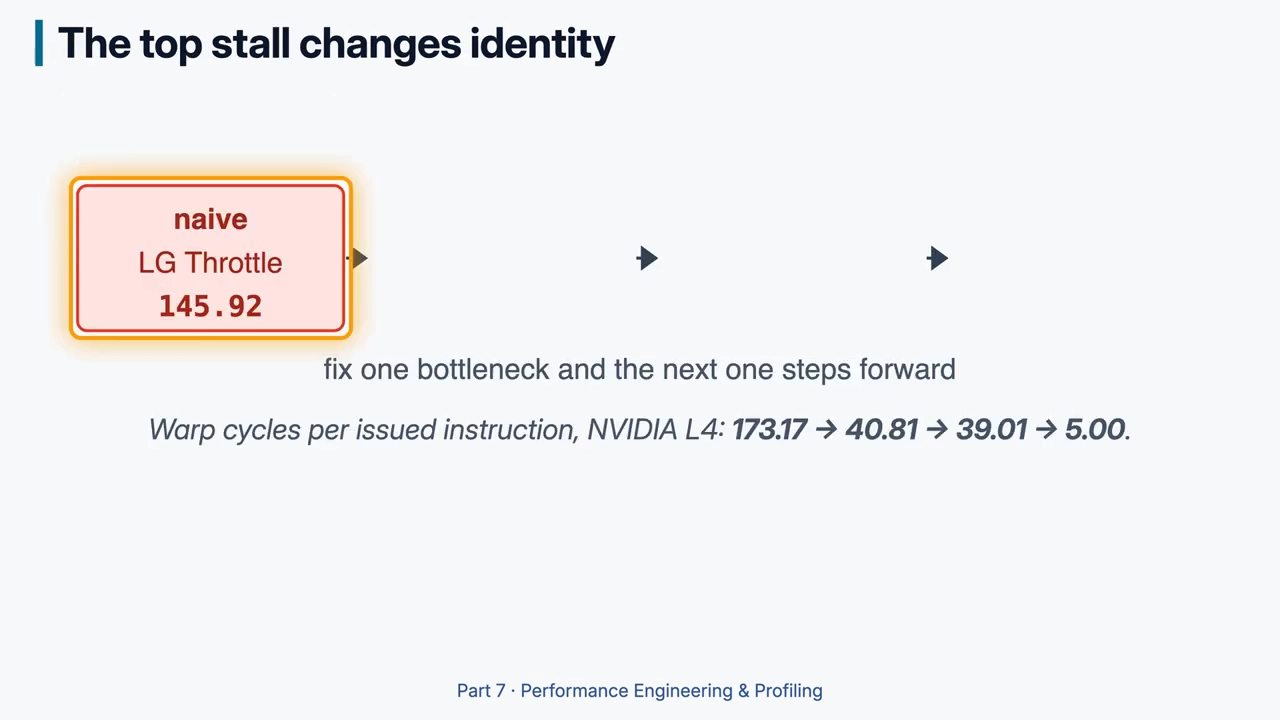 The top stall changes identity
naive
LG Throttle
145.92
fix one bottleneck and the next one steps forward
Warp cycles per issued instruction, NVIDIA L4: 173.17 → 40.81 → 39.01 → 5.00.
Part 7 · Performance Engineering & Profiling